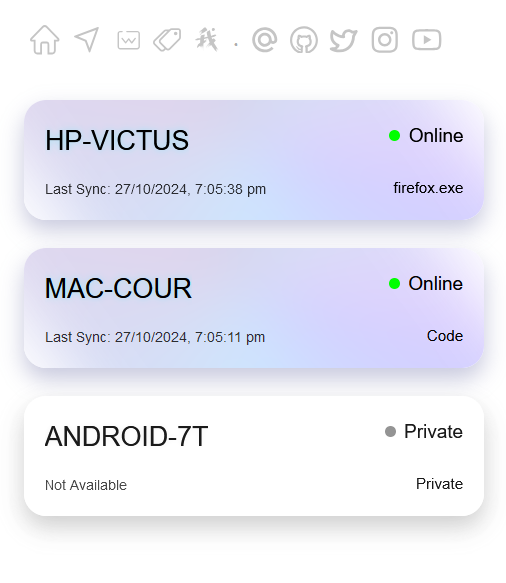 HP-VICTUS
Online
Last Sync: 27/10/2024, 7:05:38 pm
firefox.exe
MAC-COUR
Online
Last Sync: 27/10/2024, 7:05:11 pm
Code
ANDROID-7T
Private
Not Available
Private